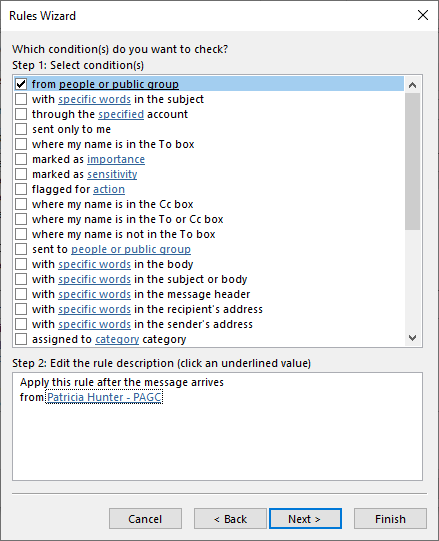 Rules Wizard
Which condition(s) do you want to check?
Step 1: Select condition(s)
from people or public group
with specific words in the subject
through the specified account
sent only to me
where my name is in the To box
marked as importance
marked as sensitivity
flagged for action
where my name is in the Cc box
where my name is in the To or Cc box
where my name is not in the To box
sent to people or public group
with specific words in the body
with specific words in the subject or body
with specific words in the message header
with specific words in the recipient's address
with specific words in the sender's address
assigned to category category
Step 2: Edit the rule description (click an underlined value)
Apply this rule after the message arrives
from Patricia Hunter - PAGC
Cancel
< Back
Next >
Finish